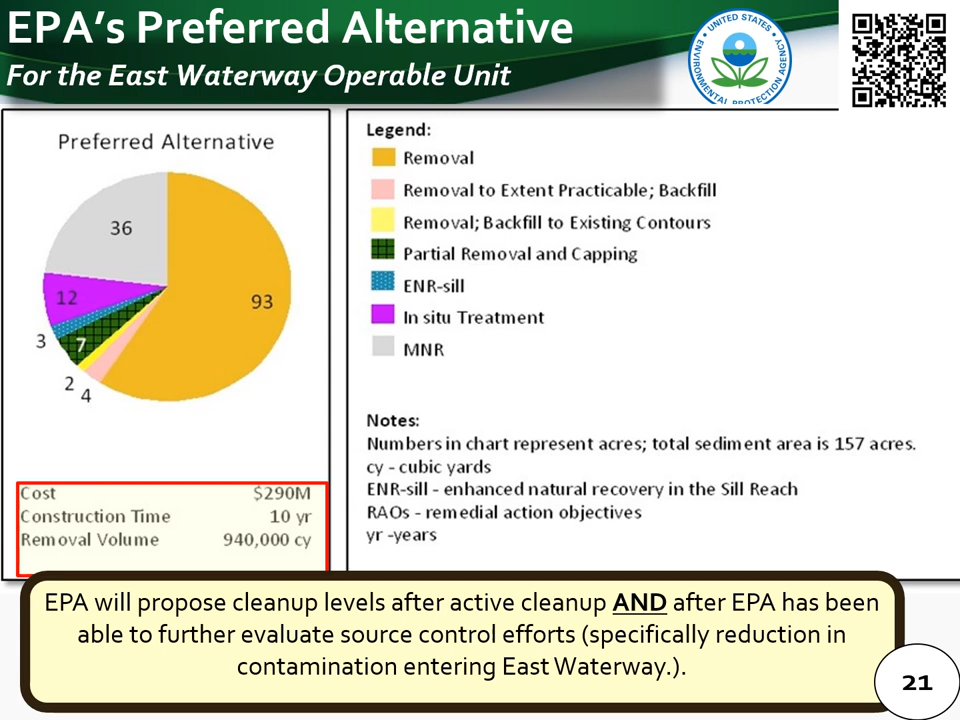 EPA's Preferred Alternative
For the East Waterway Operable Unit
UNITED STATES
ENVIRONMENTAL PROTECTION AGENCY
Preferred Alternative
36
93
12
3
7
2
4
Cost $290M
Construction Time 10 yr
Removal Volume 940,000 cy
Legend:
Removal
Removal to Extent Practicable; Backfill
Removal; Backfill to Existing Contours
Partial Removal and Capping
ENR-sill
In situ Treatment
MNR
Notes:
Numbers in chart represent acres; total sediment area is 157 acres.
cy - cubic yards
ENR-sill - enhanced natural recovery in the Sill Reach
RAOs - remedial action objectives
yr -years
EPA will propose cleanup levels after active cleanup AND after EPA has been
able to further evaluate source control efforts (specifically reduction in
contamination entering East Waterway.).
21